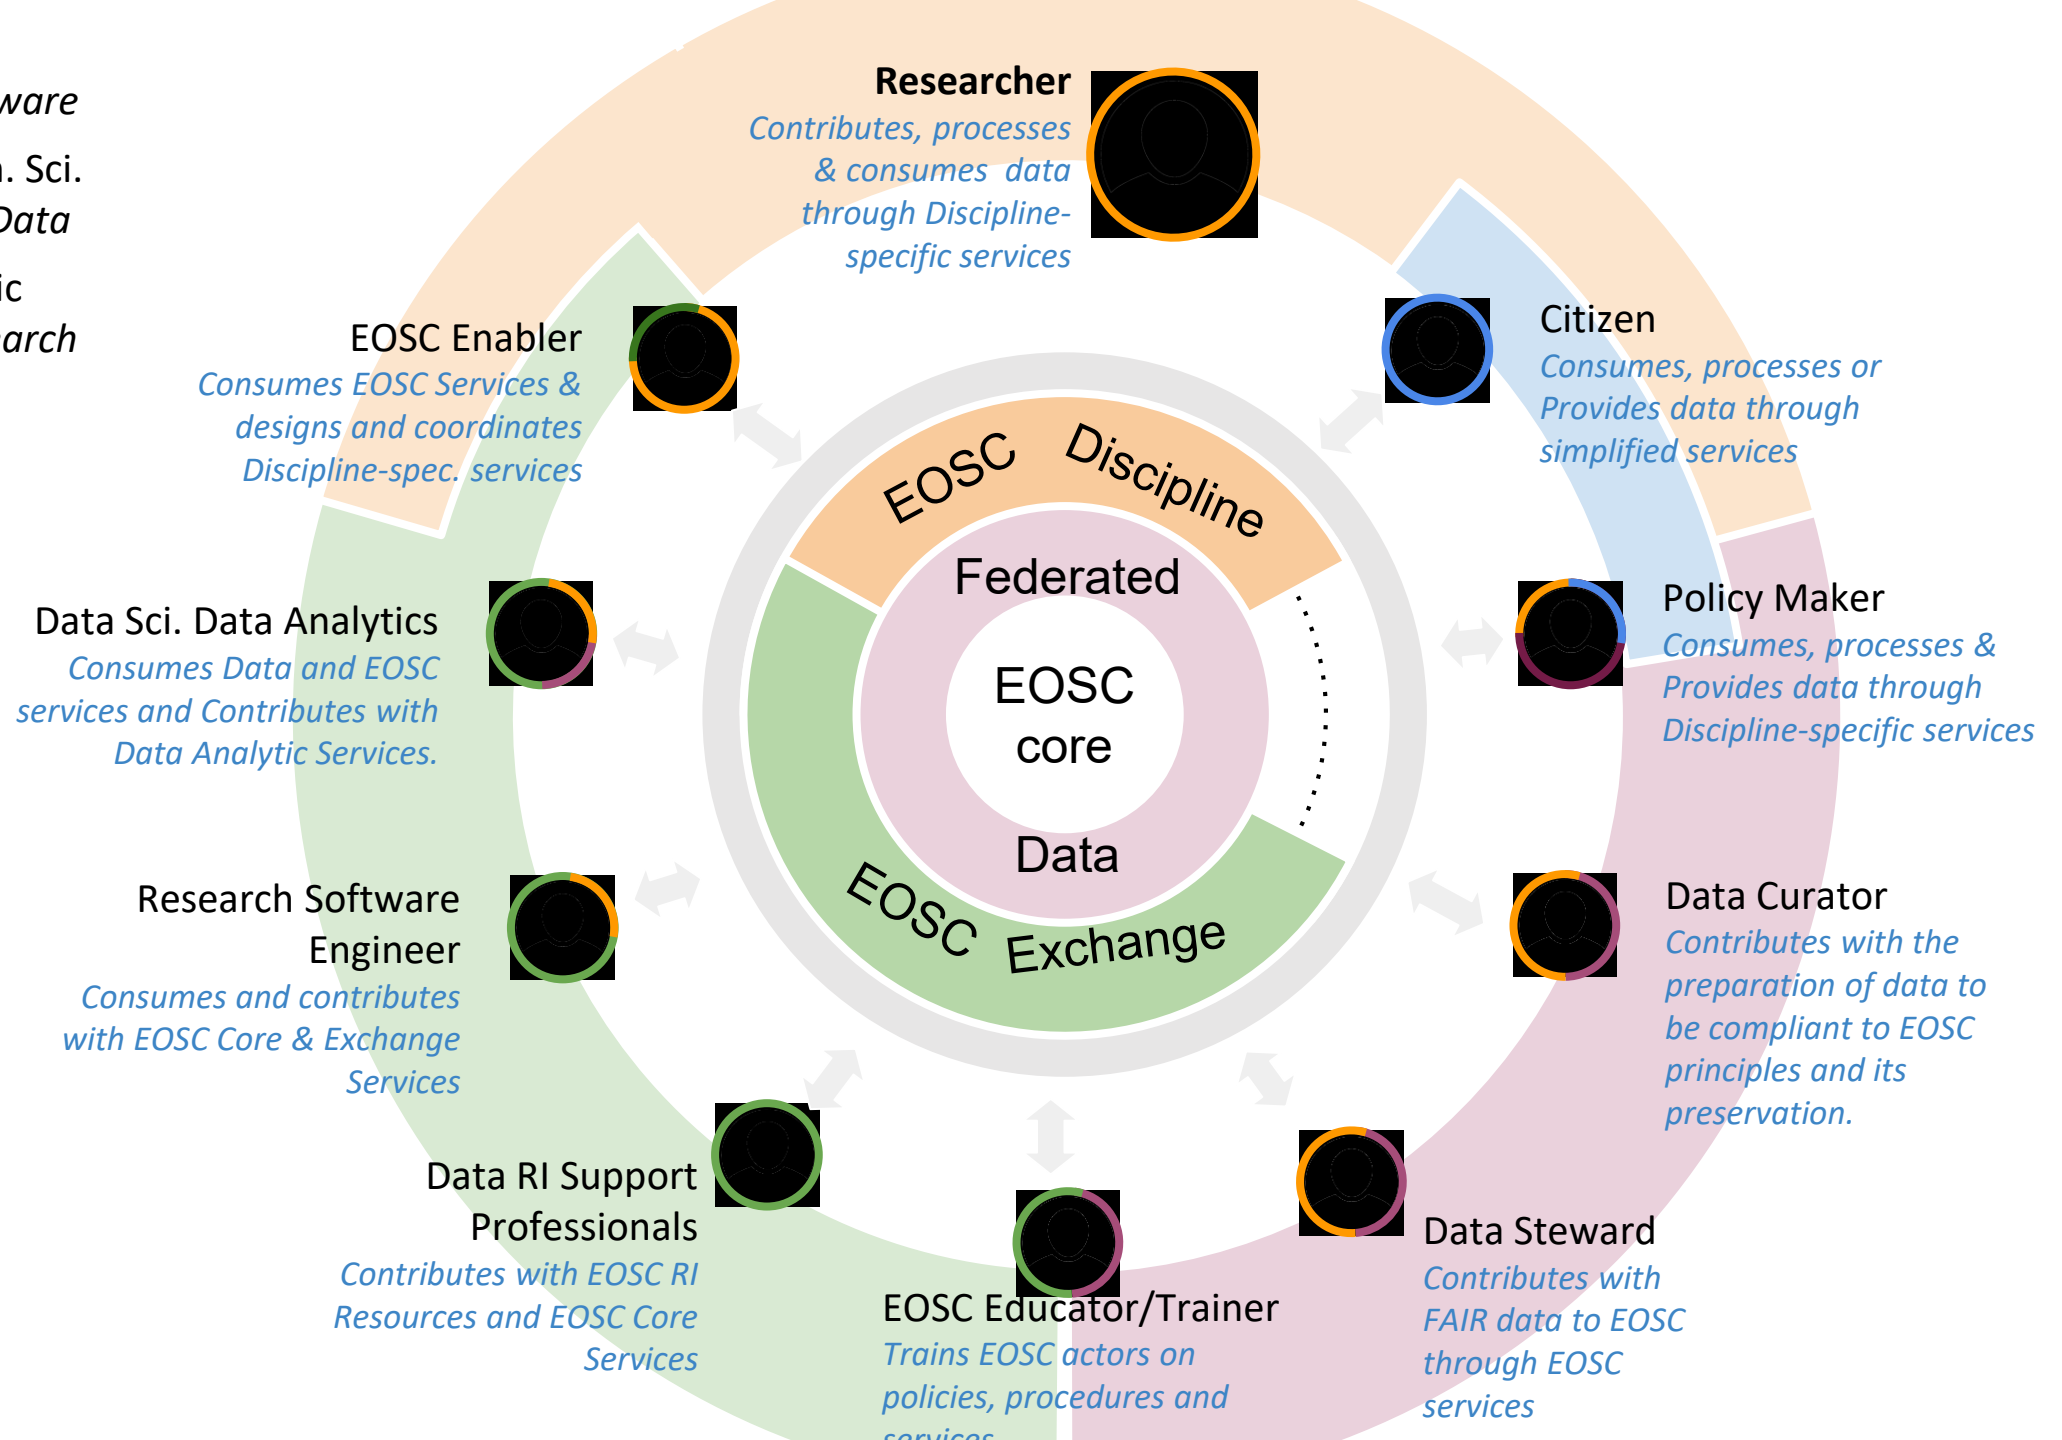 ware
. Sci.
Data
ic
earch
Researcher
Contributes, processes
& consumes data
through Discipline-
specific services
EOSC Enabler
Consumes EOSC Services &
designs and coordinates
Discipline-spec. services
Citizen
Consumes, processes or
Provides data through
simplified services
Data Sci. Data Analytics
Consumes Data and EOSC
services and Contributes with
Data Analytic Services.
Policy Maker
Consumes, processes &
Provides data through
Discipline-specific services
EOSC Discipline
Federated
EOSC
core
Data
EOSC Exchange
Research Software
Engineer
Consumes and contributes
with EOSC Core & Exchange
Services
Data Curator
Contributes with the
preparation of data to
be compliant to EOSC
principles and its
preservation.
Data RI Support
Professionals
Contributes with EOSC RI
Resources and EOSC Core
Services
EOSC Educator/Trainer
Trains EOSC actors on
policies, procedures and
services
Data Steward
Contributes with
FAIR data to EOSC
through EOSC
services